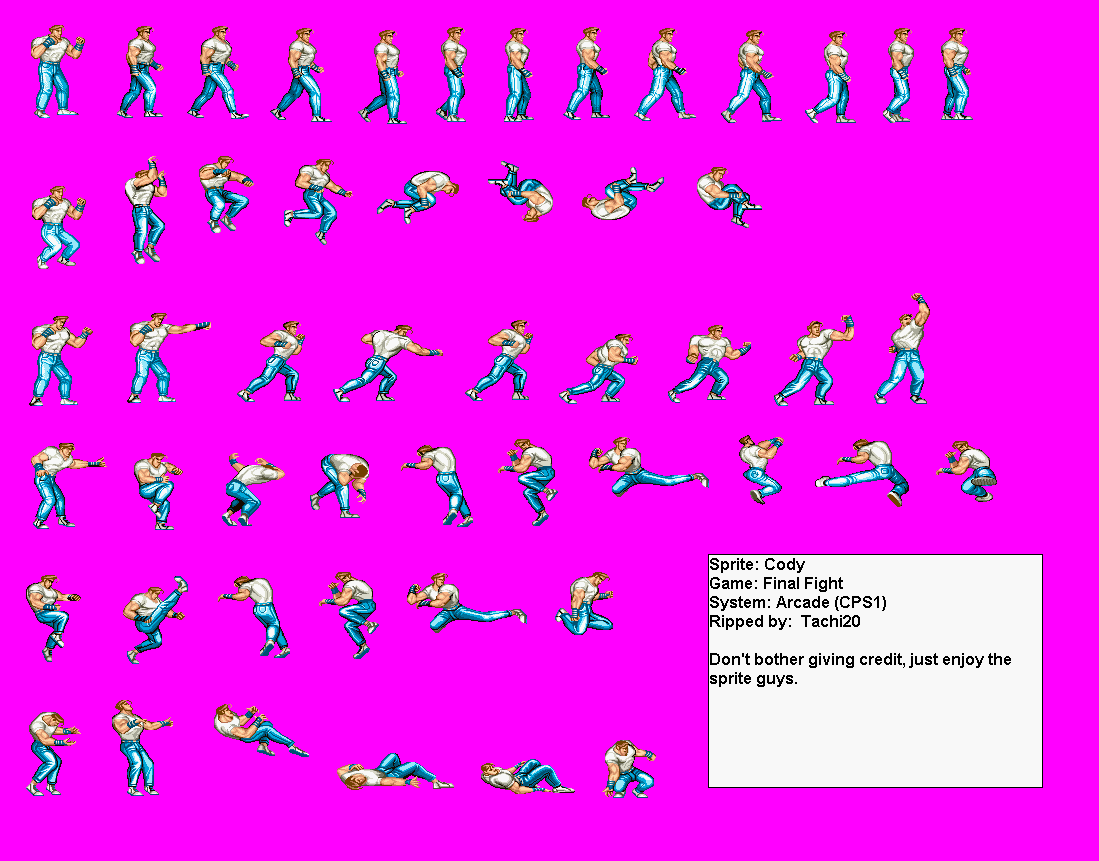 Sprite: Cody
Game: Final Fight
System: Arcade (CPS1)
Ripped by:  Tachi20
Don't bother giving credit, just enjoy the
sprite guys.